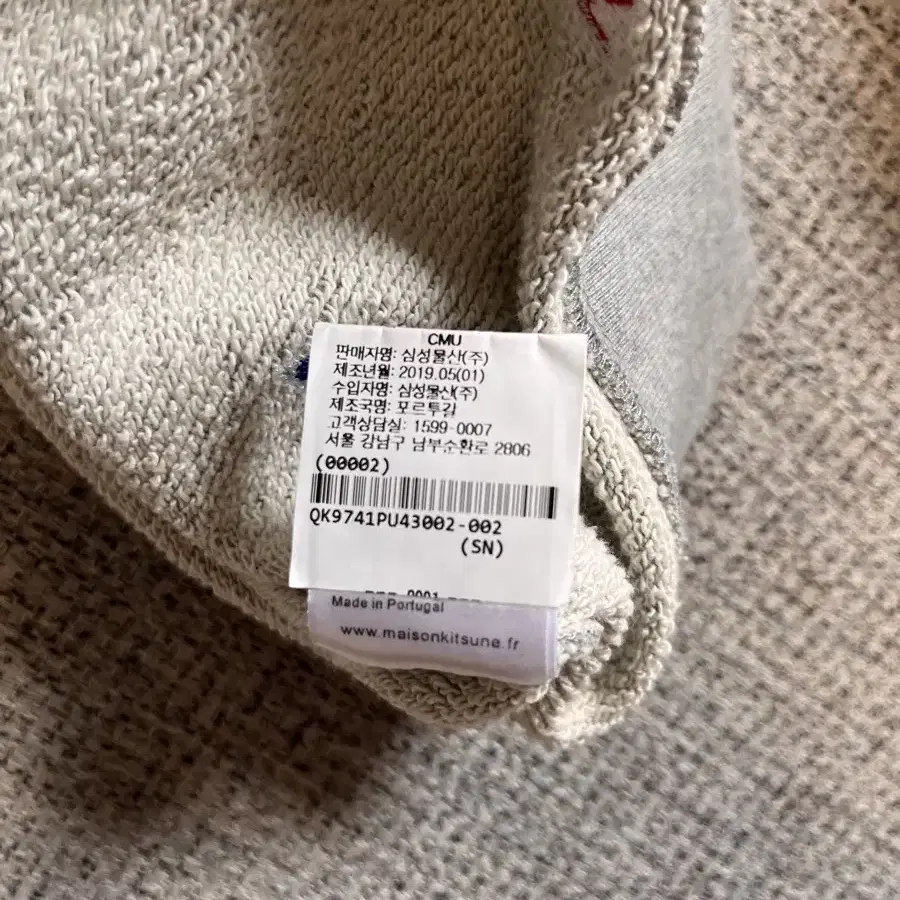 CMU
판매자명: 삼성물산(주)
제조년월: 2019.05(01)
수입자명: 삼성물산(주)
제조국명: 포르투갈
고객상담실: 1599-0007
서울 강남구 남부순환로 2806
(00002)
QK9741PU43002-002
(SN)
0001
Made in Portugal
www.maisonkitsune.fr